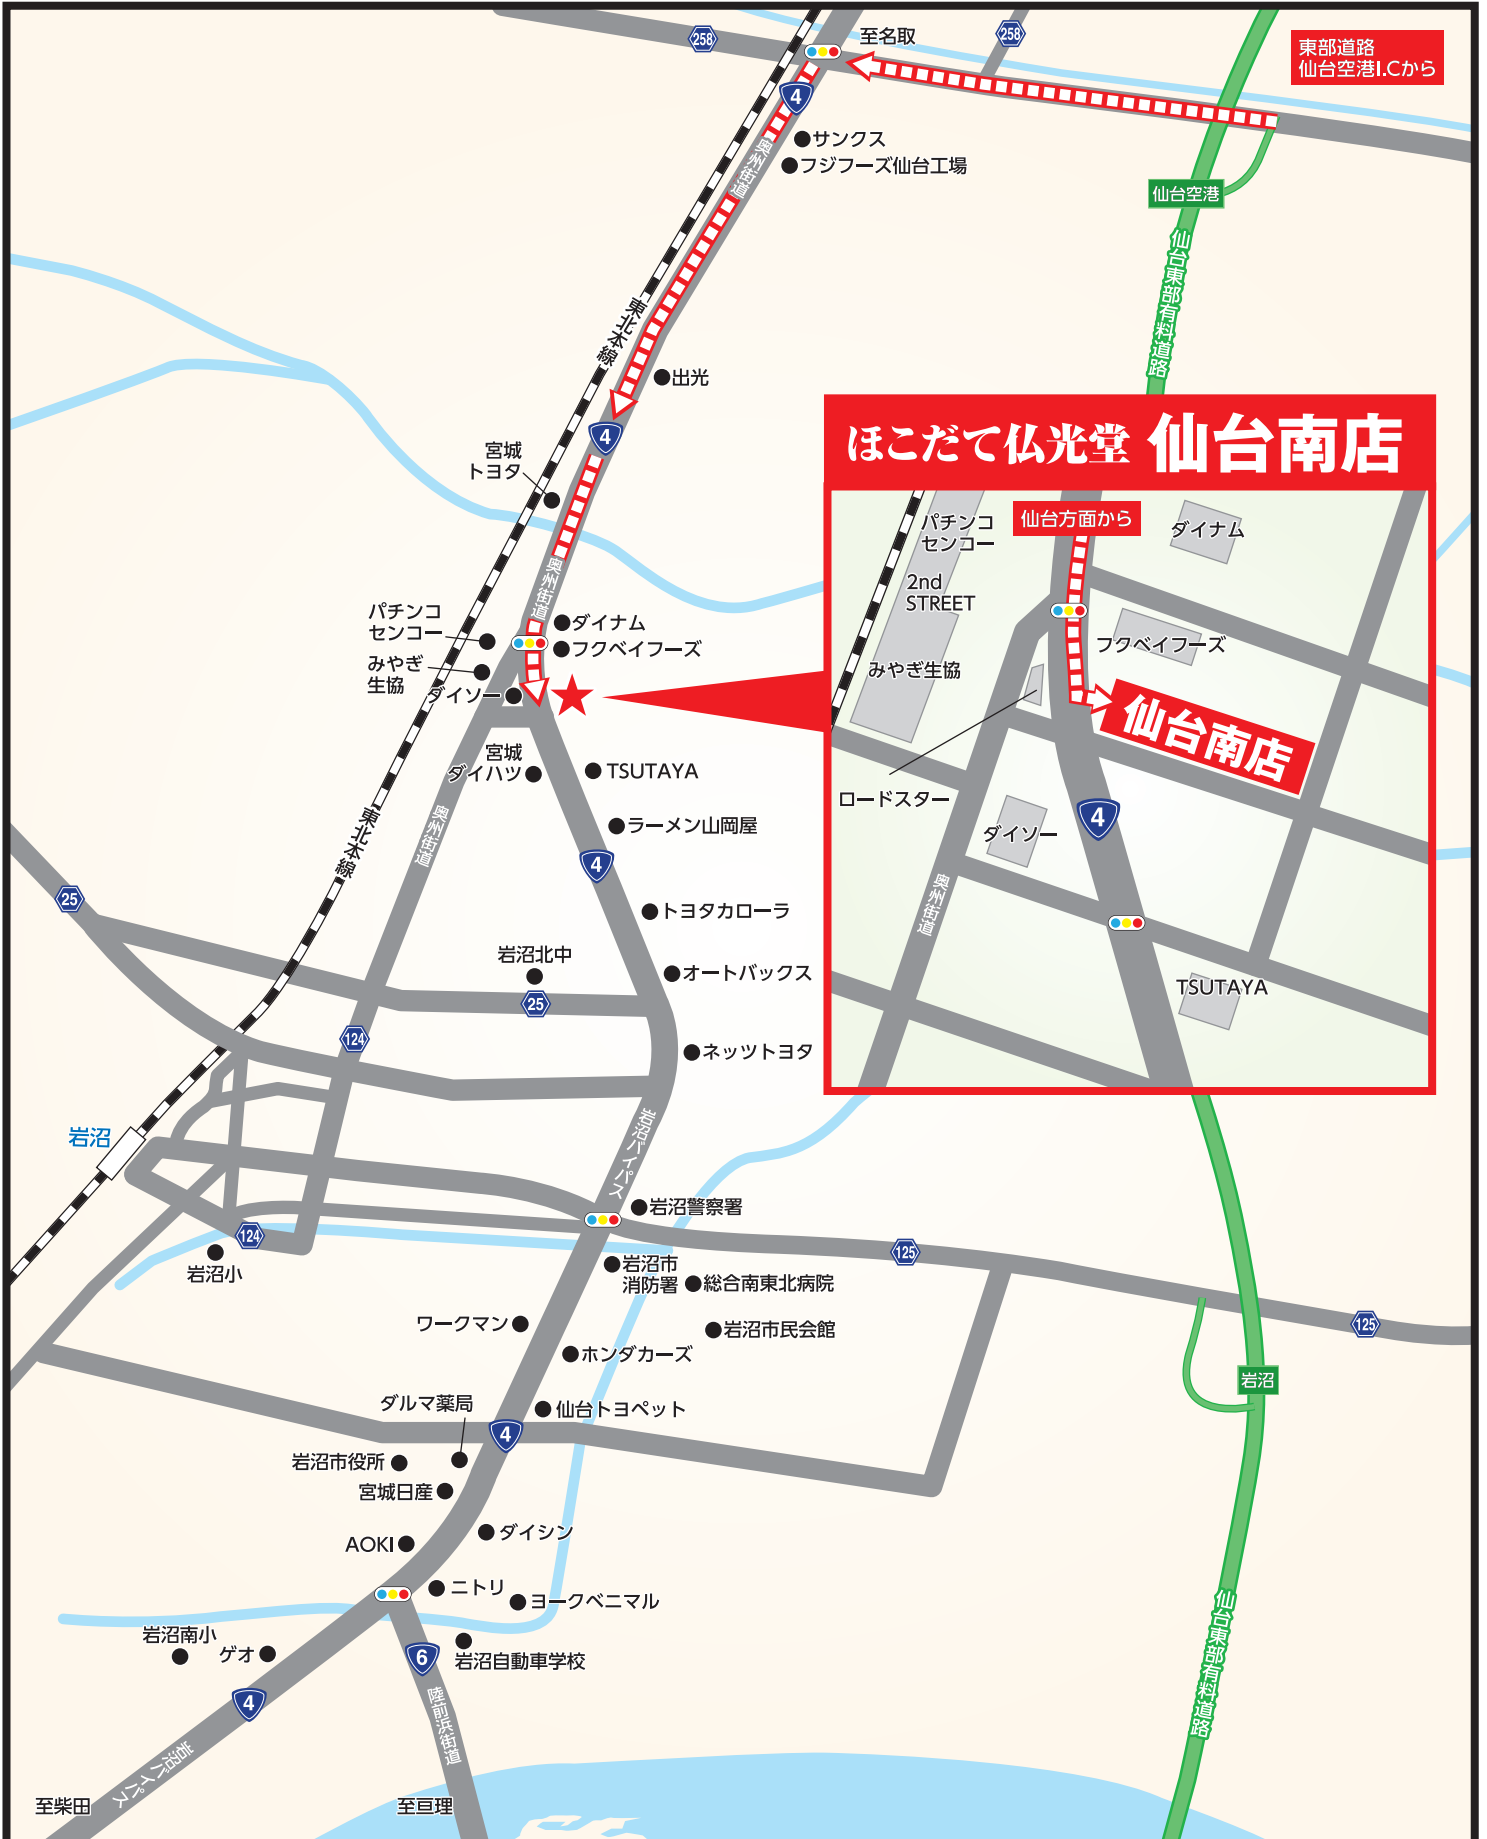 258
至名取
258
東部道路
仙台空港I.Cから
4
サンクス
フジフーズ仙台工場
奥州街道
仙台空港
仙台東部有料道路
東北本線
出光
4
宮城
トヨタ
奥州街道
パチンコ
センコー
みやぎ
生協
ダイソー
ダイナム
フクベイフーズ
ほこだて仏光堂 仙台南店
仙台方面から
パチンコ
センコー
2nd
STREET
ダイナム
フクベイフーズ
みやぎ生協
仙台南店
ロードスター
ダイソー
4
奥州街道
TSUTAYA
宮城
ダイハツ
TSUTAYA
ラーメン山岡屋
4
東北本線
奥州街道
25
トヨタカローラ
岩沼北中
25
オートバックス
124
ネッツトヨタ
岩沼
岩沼バイパス
岩沼警察署
124
125
岩沼小
岩沼市
消防署
総合南東北病院
岩沼市民会館
125
ワークマン
ホンダカーズ
岩沼
ダルマ薬局
仙台トヨペット
4
岩沼市役所
宮城日産
AOKI
ダイシン
ニトリ
ヨークベニマル
仙台東部有料道路
岩沼南小
ゲオ
6
岩沼自動車学校
4
陸前浜街道
岩沼バイパス
至柴田
至亘理